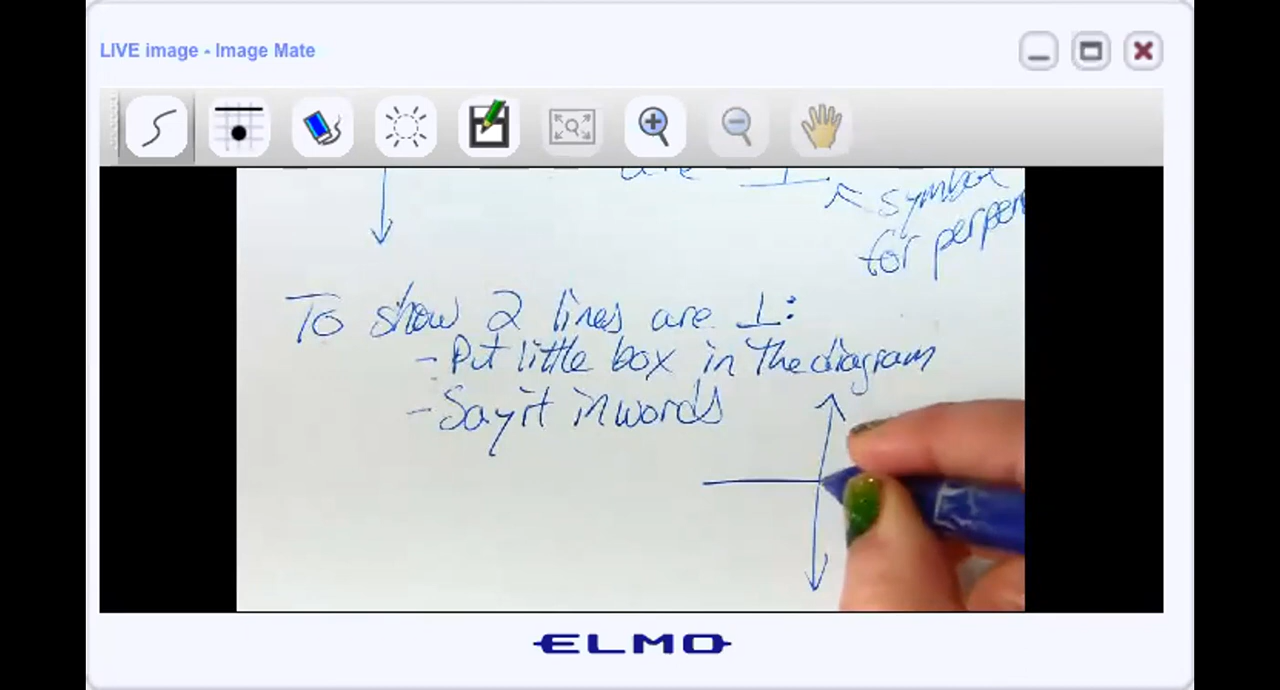 LIVE image - Image Mate
are ⊥
symbol
for perpen
To show 2 lines are ⊥:
- Put little box in the diagram
- Say it in words
ELMO